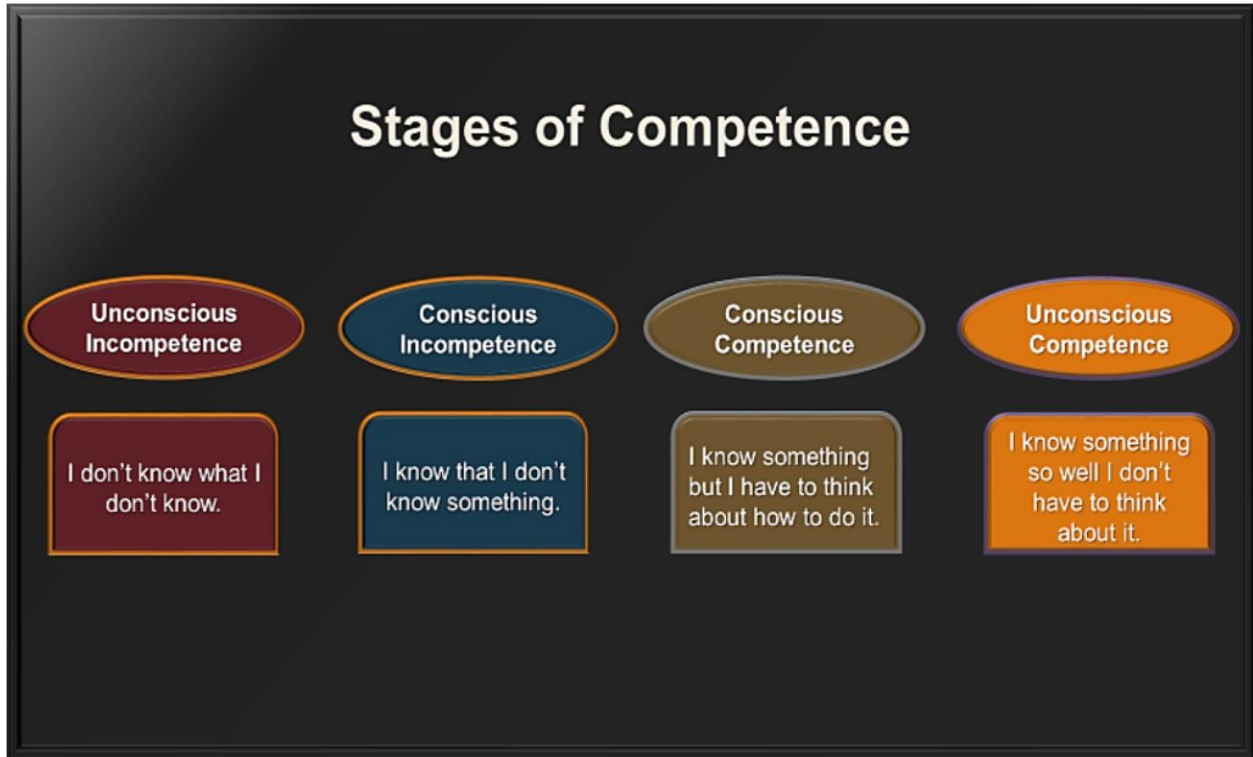 Stages of Competence
Unconscious
Incompetence
I don’t know what I
don’t know.
Conscious
Incompetence
I know that I don’t
know something.
Conscious
Competence
I know something
but I have to think
about how to do it.
Unconscious
Competence
I know something
so well I don’t
have to think
about it.